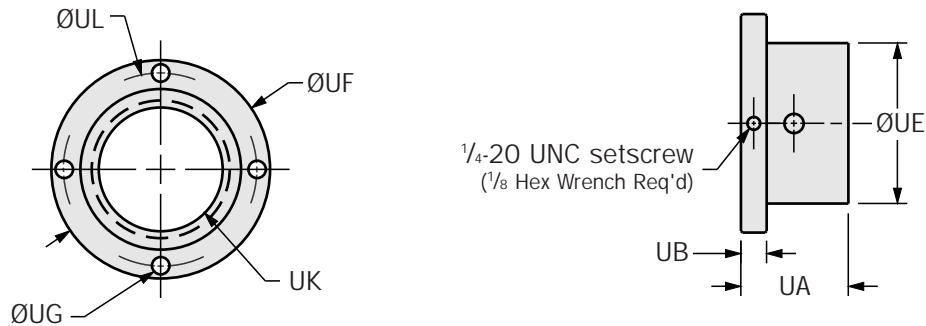 ØUL
ØUF
ØUG
UK
ØUE
¹/₄-20 UNC setscrew
(¹/₈ Hex Wrench Req'd)
UB
UA